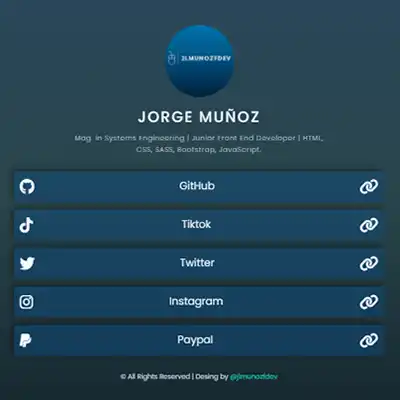 JLMUNOZFDEV
JORGE MUÑOZ
Mag. in Systems Engineering | Junior Front End Developer | HTML,
CSS, SASS, Bootstrap, JavaScript.
GitHub
Tiktok
Twitter
Instagram
Paypal
© All Rights Reserved | Desing by @jlmunozfdev